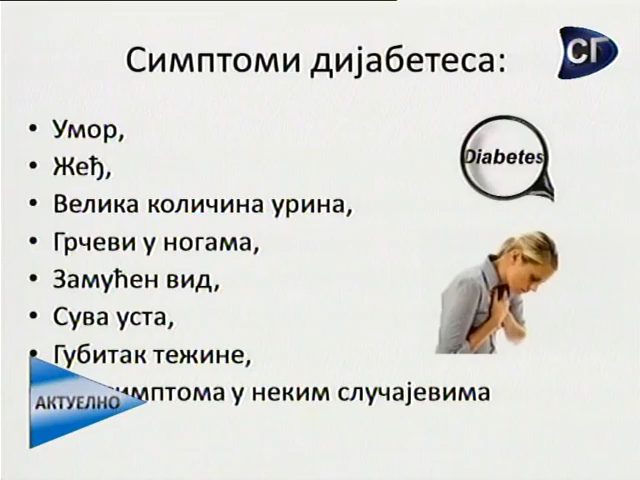 Симптоми дијабетеса:
СГ
• Умор,
• Жеђ,
Diabetes
• Велика количина урина,
• Грчеви у ногама,
• Замућен вид,
• Сува уста,
• Губитак тежине,
симптома у неким случајевима
АКТУЕЛНО